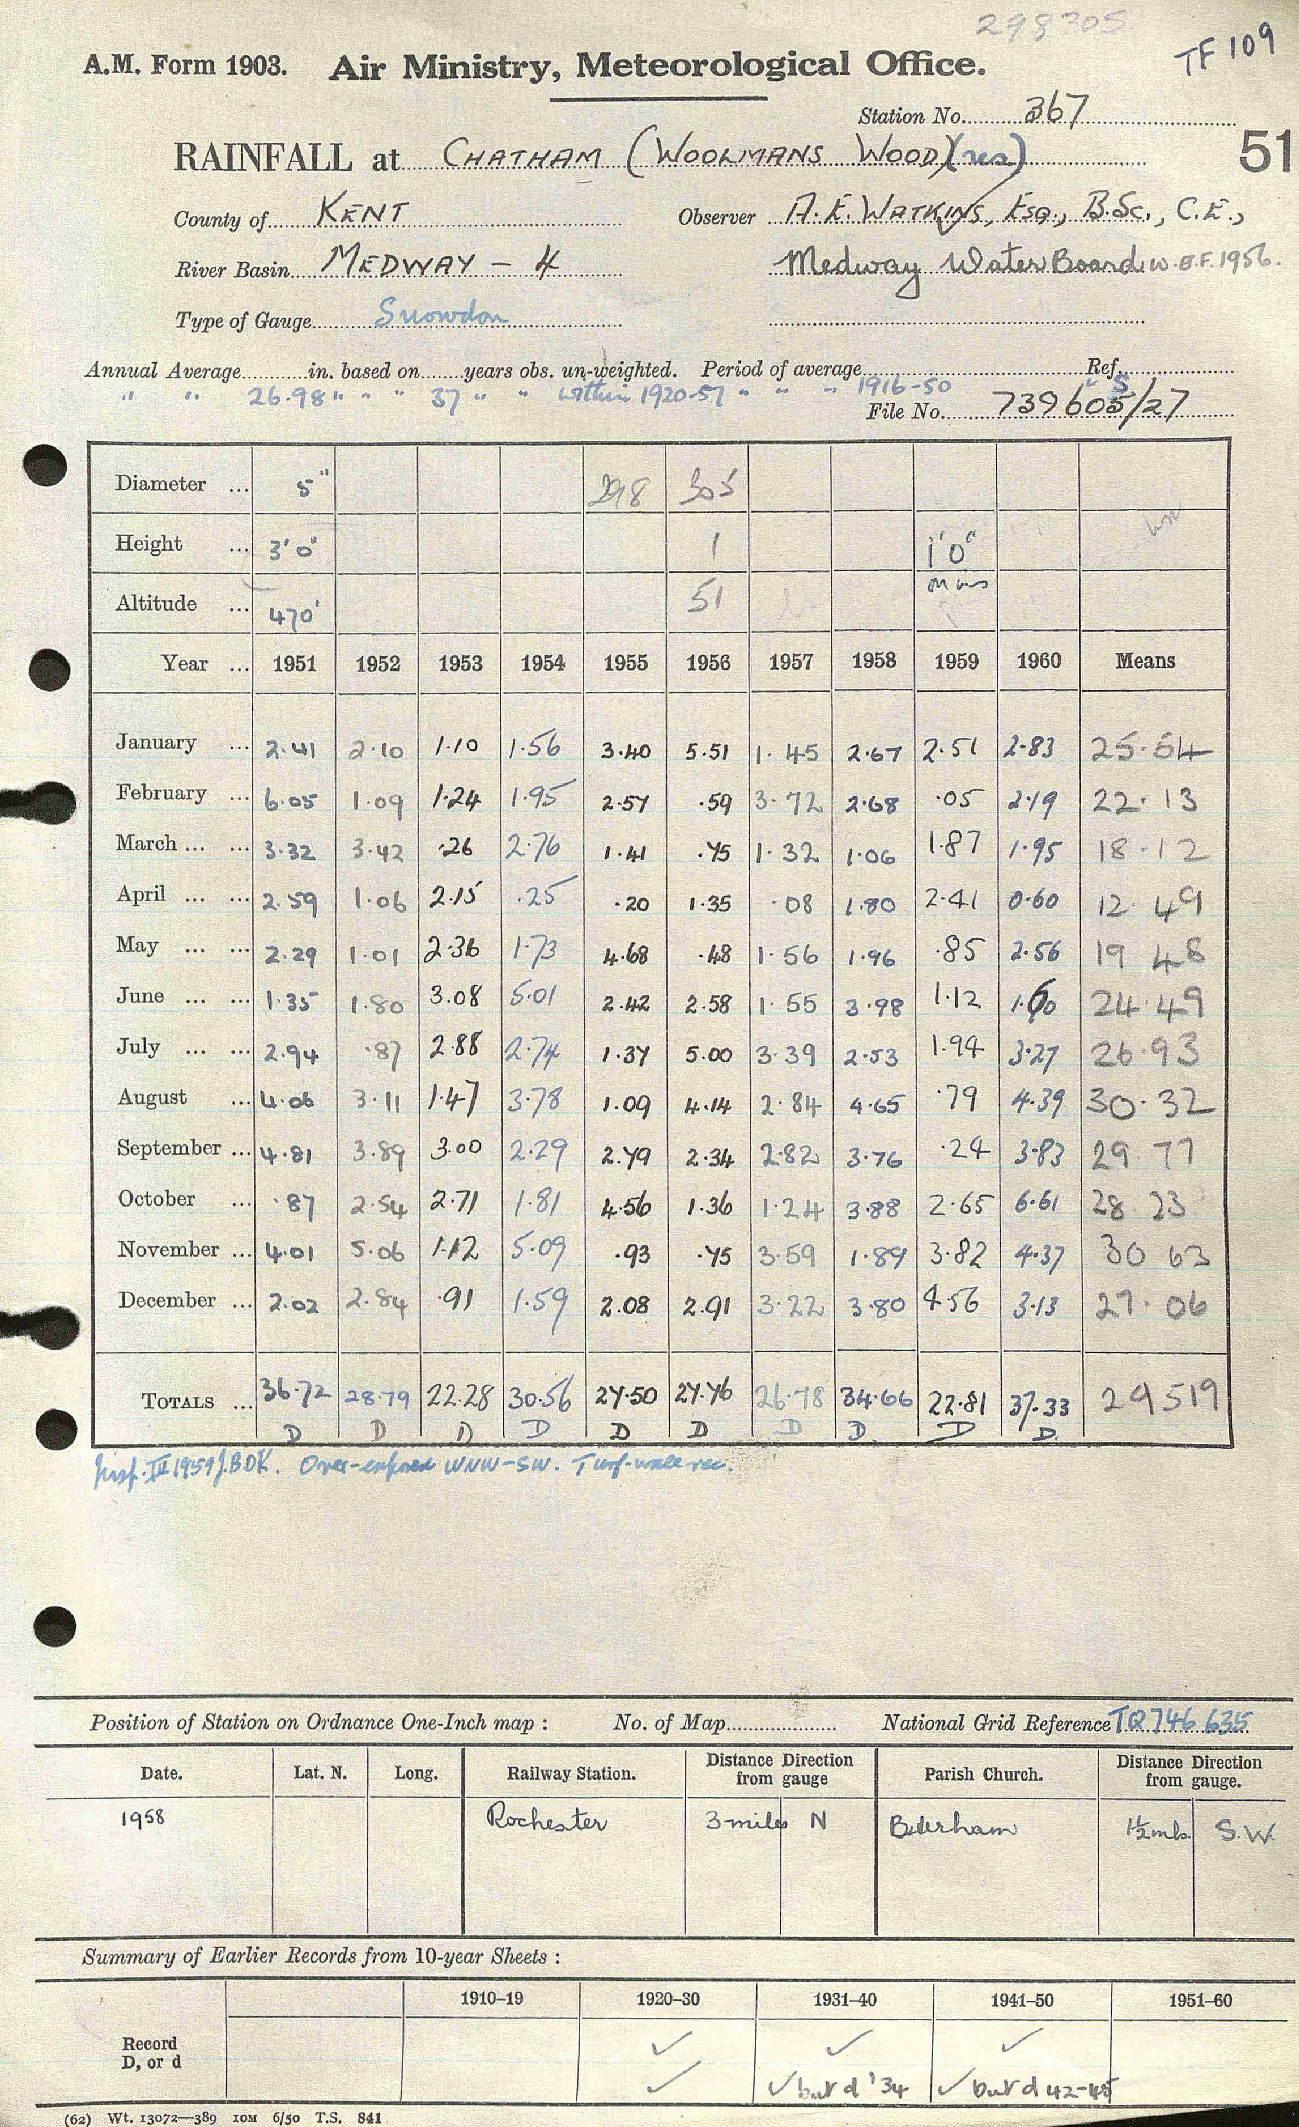 298305
TF 109
A.M. Form 1903. Air Ministry, Meteorological Office.
Station No. 367
RAINFALL at CHATHAM (WOOLMANS WOOD) (res) 51
County of KENT Observer A.E. WATKINS, ESQ., B.Sc., C.E.,
River Basin MEDWAY - 4 Medway Water Board. W.E.F. 1956.
Type of Gauge Snowdon
Annual Average in. based on years obs. un-weighted. Period of average Ref.
" " 26.98 " " " 37 " " within 1920-57 " " " 1916-50 " S
File No. 739605/27
Diameter ... 5" 298 305
Height ... 3'0" 1 1'0"
Altitude ... 470' 51
Year ... 1951 1952 1953 1954 1955 1956 1957 1958 1959 1960 Means
January ... 2.41 2.10 1.10 1.56 3.40 5.51 1.45 2.67 2.51 2.83 25.54
February ... 6.05 1.09 1.24 1.95 2.57 .59 3.72 2.68 .05 2.19 22.13
March ... ... 3.32 3.42 .26 2.76 1.41 .75 1.32 1.06 1.87 1.95 18.12
April ... ... 2.59 1.06 2.15 .25 .20 1.35 .08 1.80 2.41 0.60 12.49
May ... ... 2.29 1.01 2.36 1.73 4.68 .48 1.56 1.96 .85 2.56 19 48
June ... ... 1.35 1.80 3.08 5.01 2.42 2.58 1.55 3.98 1.12 1.60 24.49
July ... ... 2.94 .87 2.88 2.74 1.37 5.00 3.39 2.53 1.94 3.27 26.93
August ... 4.06 3.11 1.47 3.78 1.09 4.14 2.84 4.65 .79 4.39 30.32
September ... 4.81 3.89 3.00 2.29 2.79 2.34 2.82 3.76 .24 3.83 29.77
October ... .87 2.54 2.71 1.81 4.56 1.36 1.24 3.88 2.65 6.61 28 23
November ... 4.01 5.06 1.12 5.09 .93 .75 3.59 1.89 3.82 4.37 30 63
December ... 2.02 2.84 .91 1.59 2.08 2.91 3.22 3.80 4.56 3.13 27.06
TOTALS ... 36.72 28.79 22.28 30.56 27.50 27.76 26.78 34.66 22.81 37.33 29519
D D D D D D D D. D D.
Insp. III 1959 J.BDK. Over-exposed WNW-SW. Turf-wall rec.
Position of Station on Ordnance One-Inch map : No. of Map National Grid Reference TQ 746 635
Date. Lat. N. Long. Railway Station. Distance Direction from gauge Parish Church. Distance Direction from gauge.
1958 Rochester 3 miles N 1½ mls. S.W.
Summary of Earlier Records from 10-year Sheets :
1910–19 1920–30 1931–40 1941–50 1951–60
Record ✓ ✓ ✓
D, or d ✓ ✓ but d '34 ✓ but d 42-45
(62) Wt. 13072—389 10M 6/50 T.S. 841